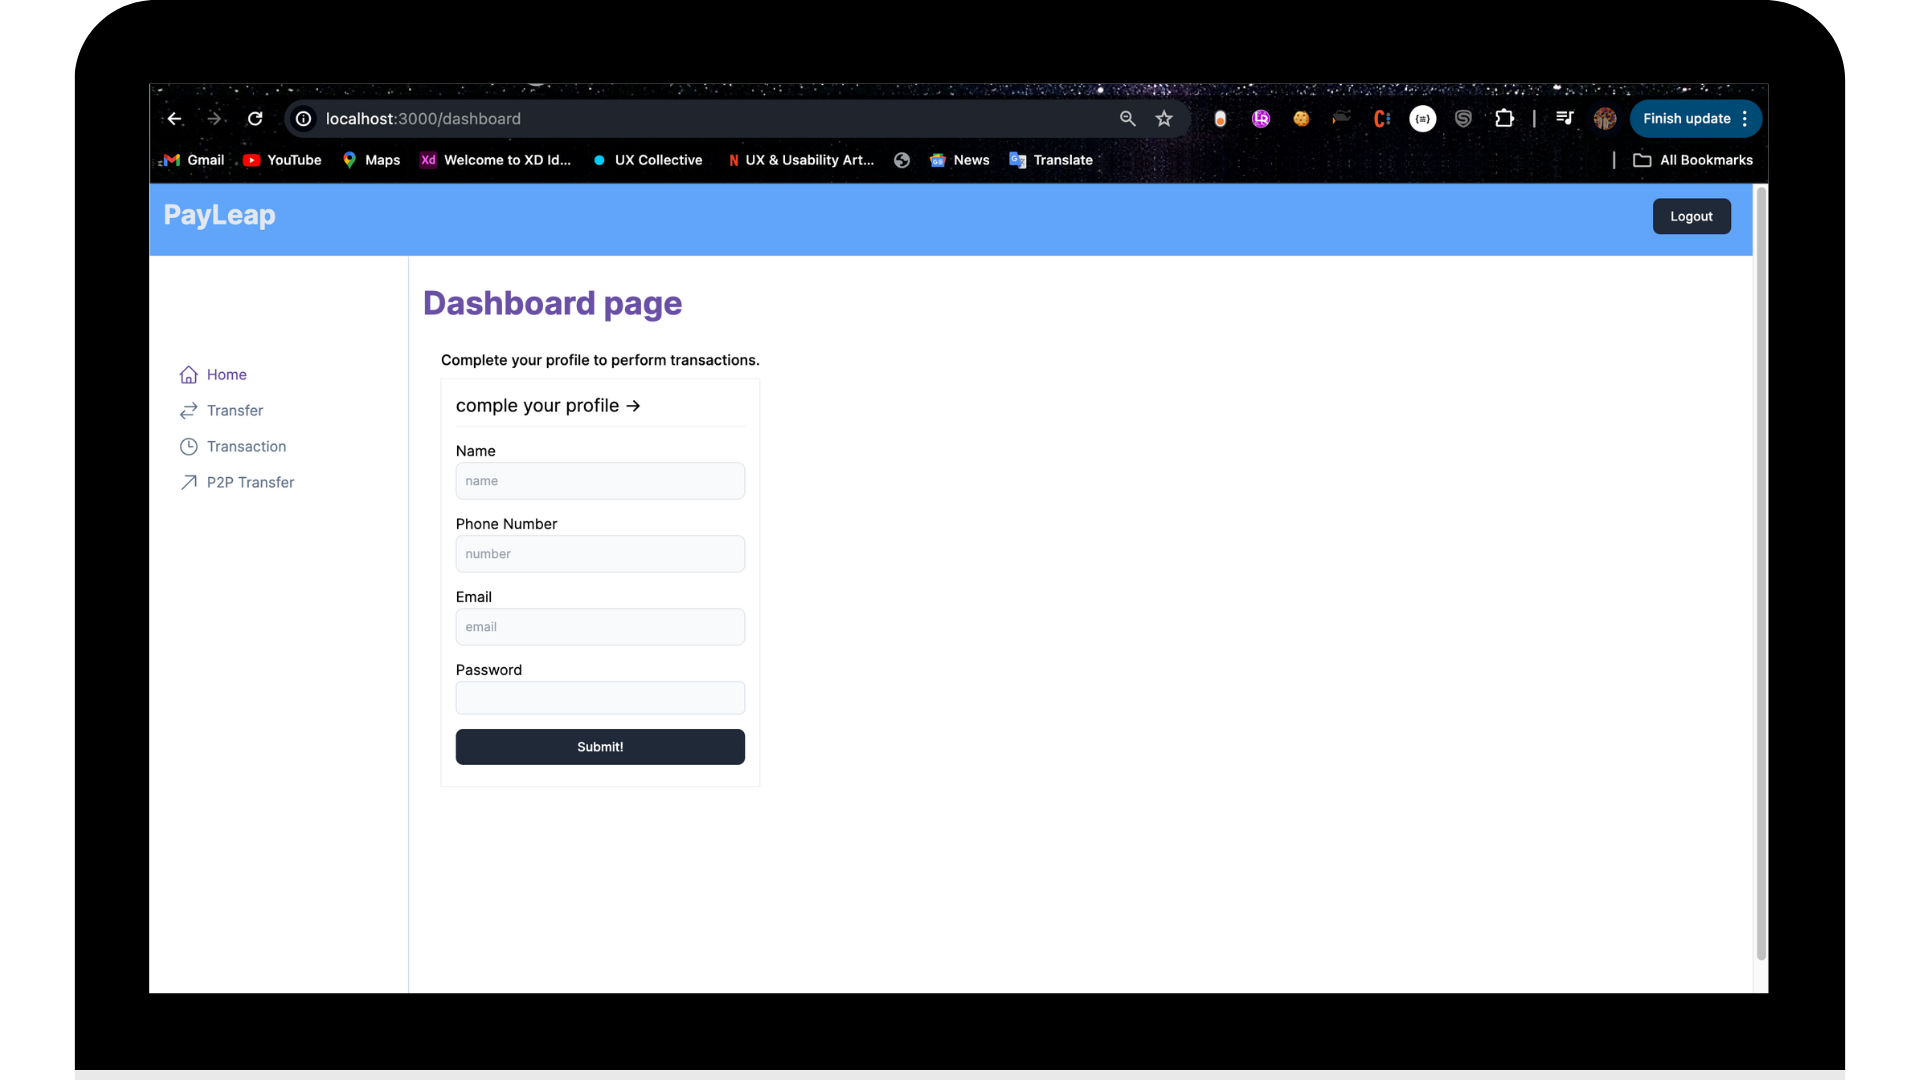 localhost:3000/dashboard
Finish update
Gmail
YouTube
Maps
Xd
Welcome to XD Id...
UX Collective
N
UX & Usability Art...
News
Translate
All Bookmarks
PayLeap
Logout
Dashboard page
Home
Transfer
Transaction
P2P Transfer
Complete your profile to perform transactions.
comple your profile →
Name
name
Phone Number
number
Email
email
Password
Submit!